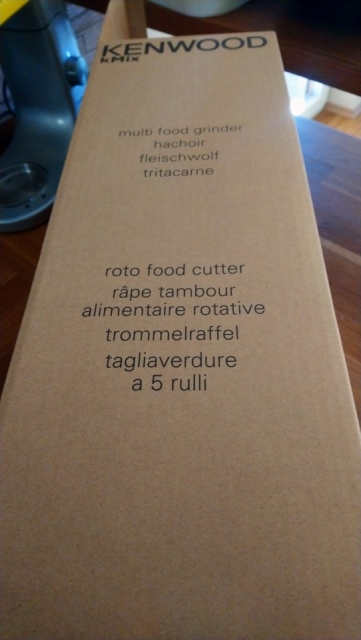 KENWOOD
kMix
multi food grinder
hachoir
fleischwolf
tritacarne
roto food cutter
râpe tambour
alimentaire rotative
trommelraffel
tagliaverdure
a 5 rulli